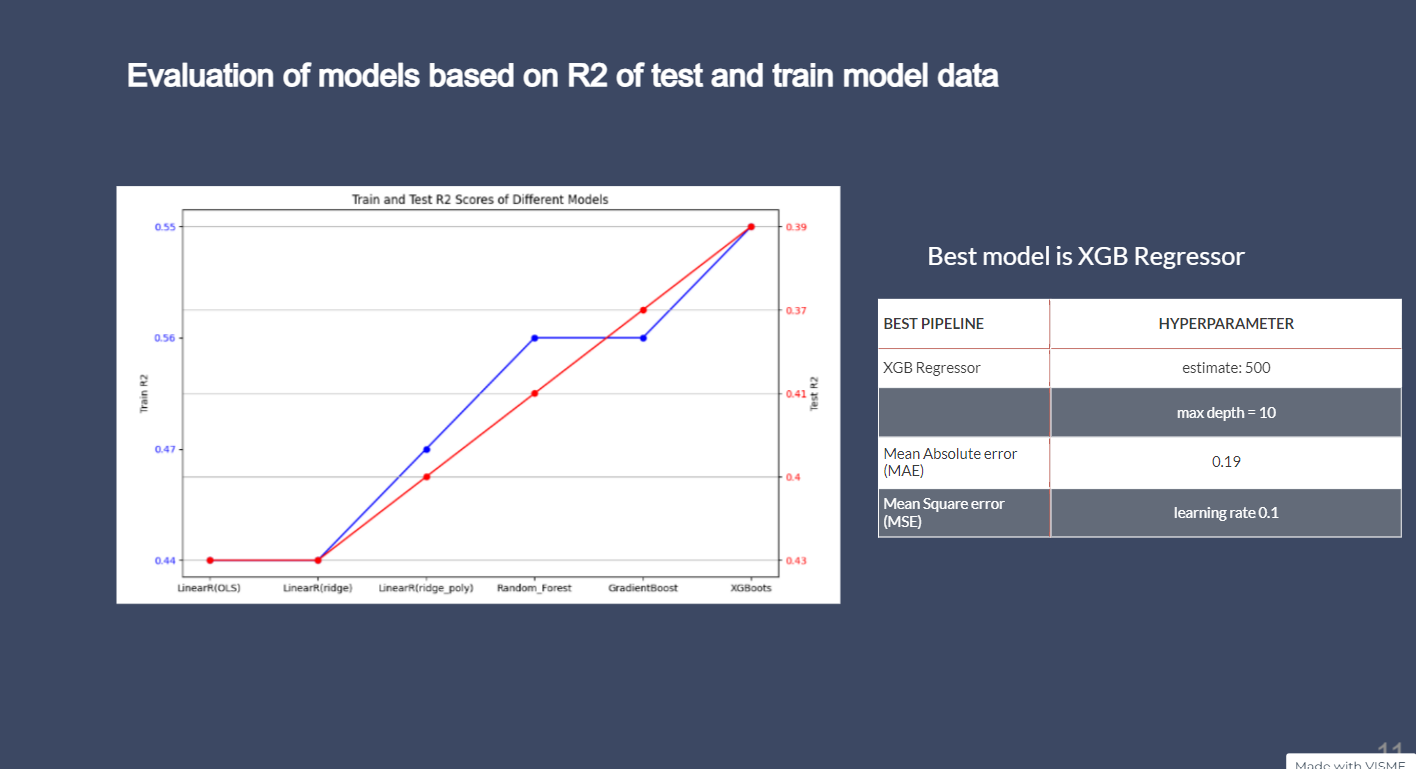 Evaluation of models based on R2 of test and train model data
Train and Test R2 Scores of Different Models
0.55
0.56
0.47
0.44
Train R2
0.39
0.37
0.41
0.4
0.43
Test R2
LinearR(OLS)
LinearR(ridge)
LinearR(ridge_poly)
Random_Forest
GradientBoost
XGBoots
Best model is XGB Regressor
BEST PIPELINE
HYPERPARAMETER
XGB Regressor
estimate: 500
max depth = 10
Mean Absolute error
(MAE)
0.19
Mean Square error
(MSE)
learning rate 0.1
11
Made with VISME